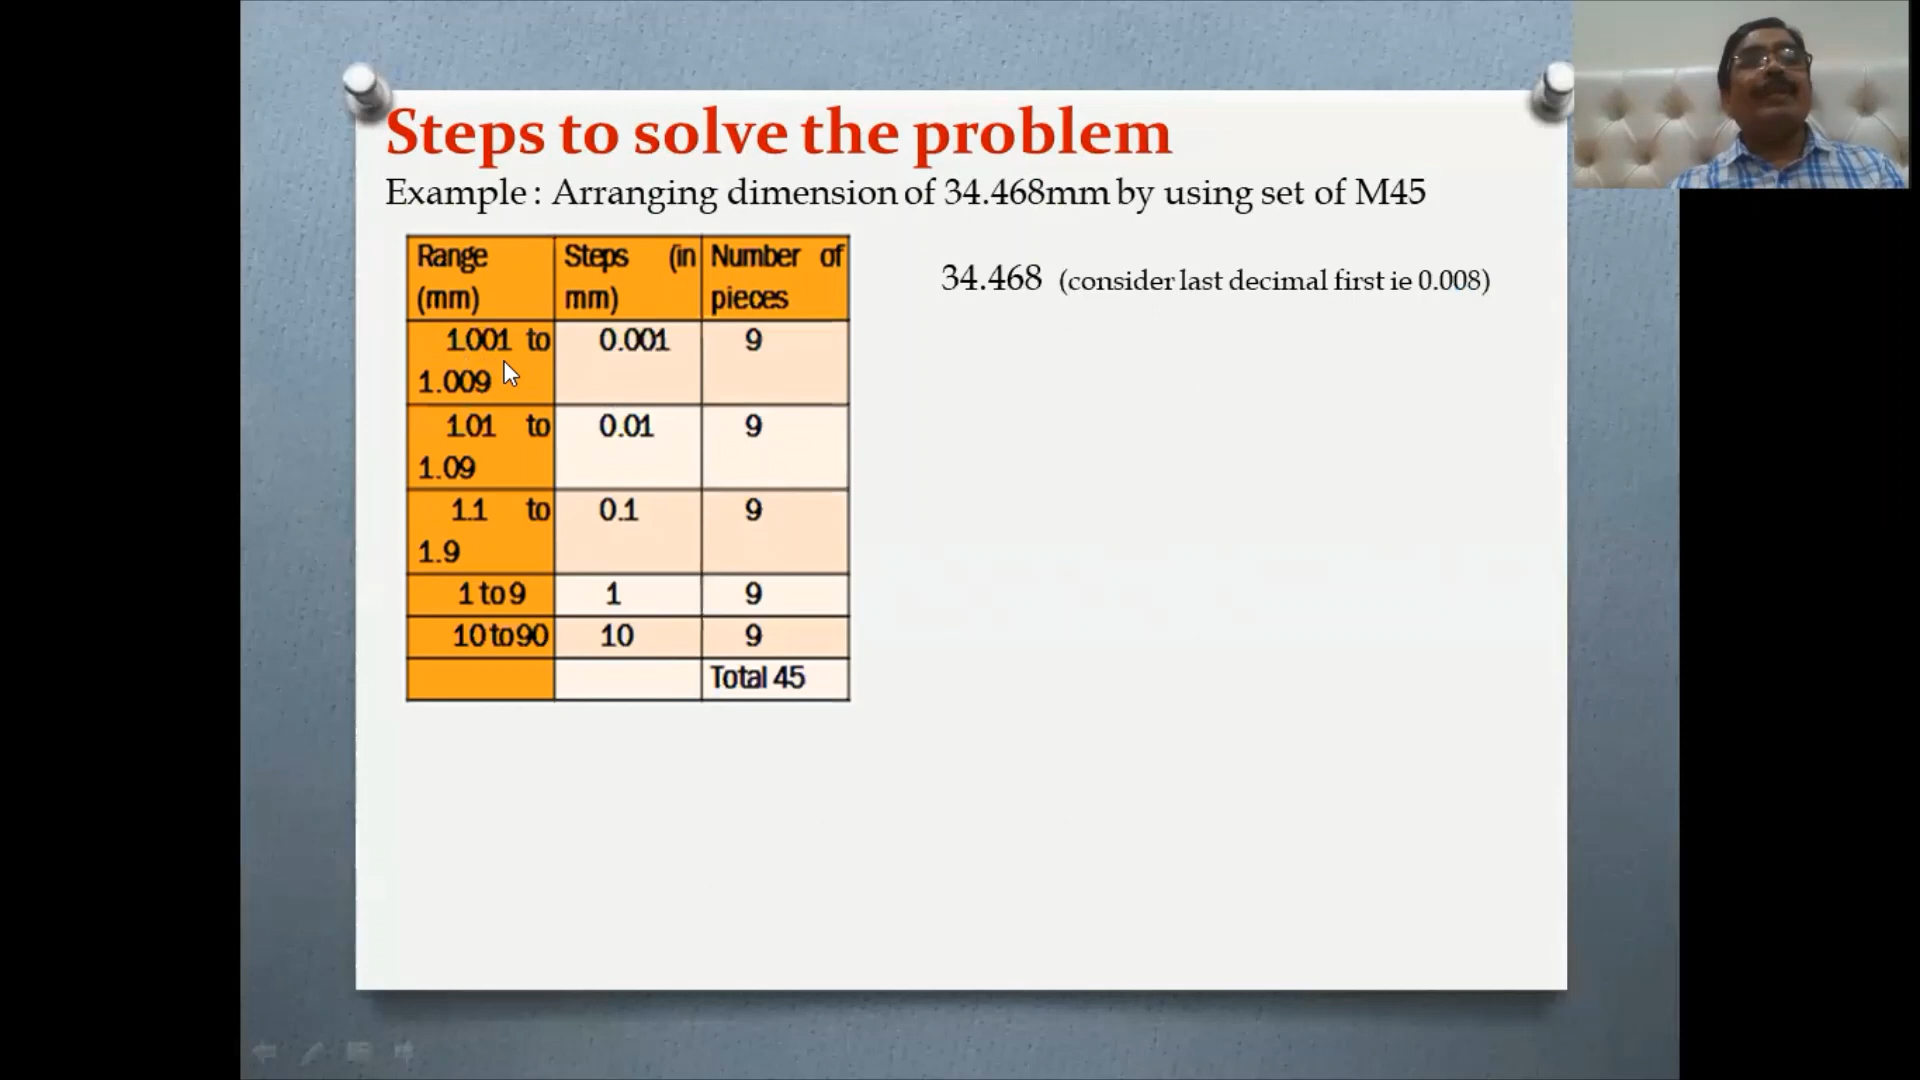 Steps to solve the problem
Example : Arranging dimension of 34.468mm by using set of M45
34.468 (consider last decimal first ie 0.008)
Range (mm) Steps (in mm) Number of pieces
1.001 to 1.009 0.001 9
1.01 to 1.09 0.01 9
1.1 to 1.9 0.1 9
1 to 9 1 9
10 to 90 10 9
Total 45